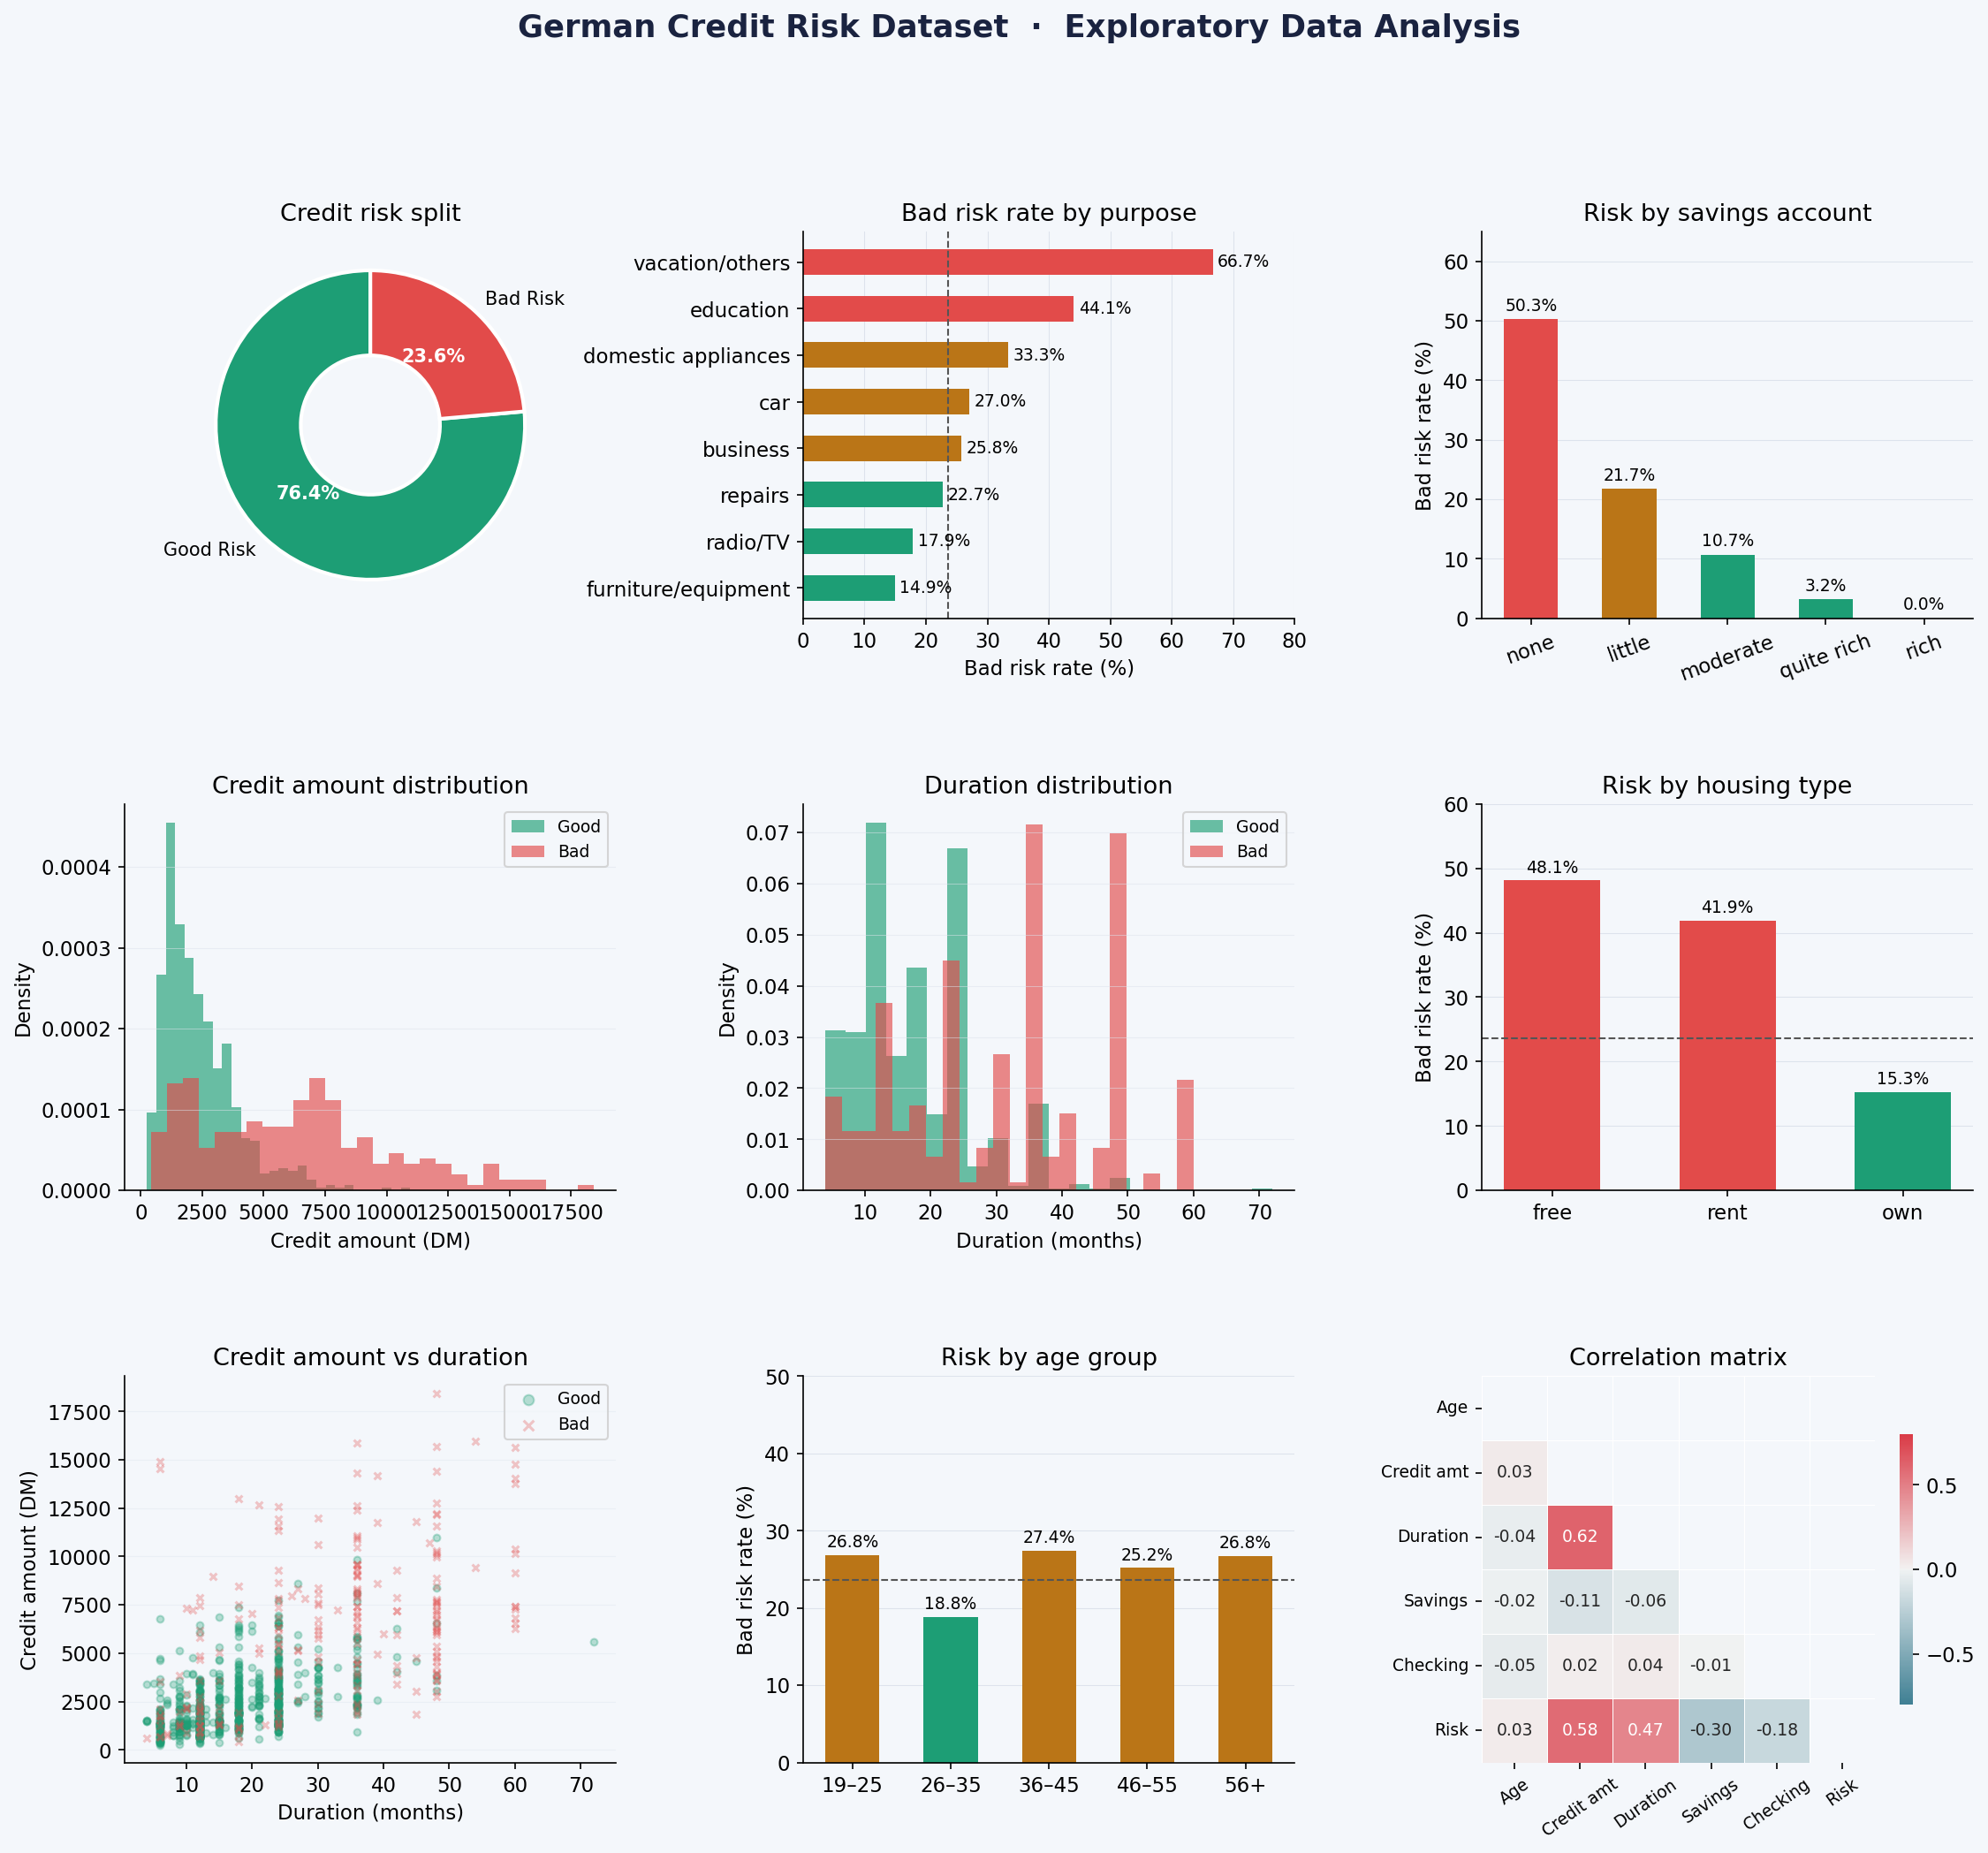 German Credit Risk Dataset · Exploratory Data Analysis
Credit risk split
Bad Risk
23.6%
76.4%
Good Risk
Bad risk rate by purpose
vacation/others
66.7%
education
44.1%
domestic appliances
33.3%
car
27.0%
business
25.8%
repairs
22.7%
radio/TV
17.9%
furniture/equipment
14.9%
0 10 20 30 40 50 60 70 80
Bad risk rate (%)
Risk by savings account
Bad risk rate (%)
60
50
40
30
20
10
0
50.3%
21.7%
10.7%
3.2%
0.0%
none little moderate quite rich rich
Credit amount distribution
Good
Bad
Density
0.0004
0.0003
0.0002
0.0001
0.0000
0 2500 5000 7500 10000 12500 15000 17500
Credit amount (DM)
Duration distribution
Good
Bad
Density
0.07
0.06
0.05
0.04
0.03
0.02
0.01
0.00
10 20 30 40 50 60 70
Duration (months)
Risk by housing type
Bad risk rate (%)
60
50
40
30
20
10
0
48.1%
41.9%
15.3%
free rent own
Credit amount vs duration
Good
Bad
Credit amount (DM)
17500
15000
12500
10000
7500
5000
2500
0
10 20 30 40 50 60 70
Duration (months)
Risk by age group
Bad risk rate (%)
50
40
30
20
10
0
26.8%
18.8%
27.4%
25.2%
26.8%
19–25 26–35 36–45 46–55 56+
Correlation matrix
Age
Credit amt 0.03
Duration -0.04 0.62
Savings -0.02 -0.11 -0.06
Checking -0.05 0.02 0.04 -0.01
Risk 0.03 0.58 0.47 -0.30 -0.18
Age Credit amt Duration Savings Checking Risk
0.5
0.0
−0.5